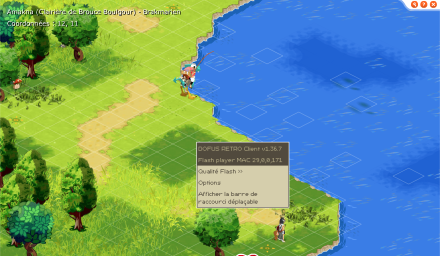 Amakna (Clairière de Brouce Boulgour) - Brakmarien
Coordonnées : 12, 11
DOFUS RETRO Client v1.36.7
Flash player MAC 29,0,0,171
Qualité Flash >>
Options
Afficher la barre de
raccourci déplaçable